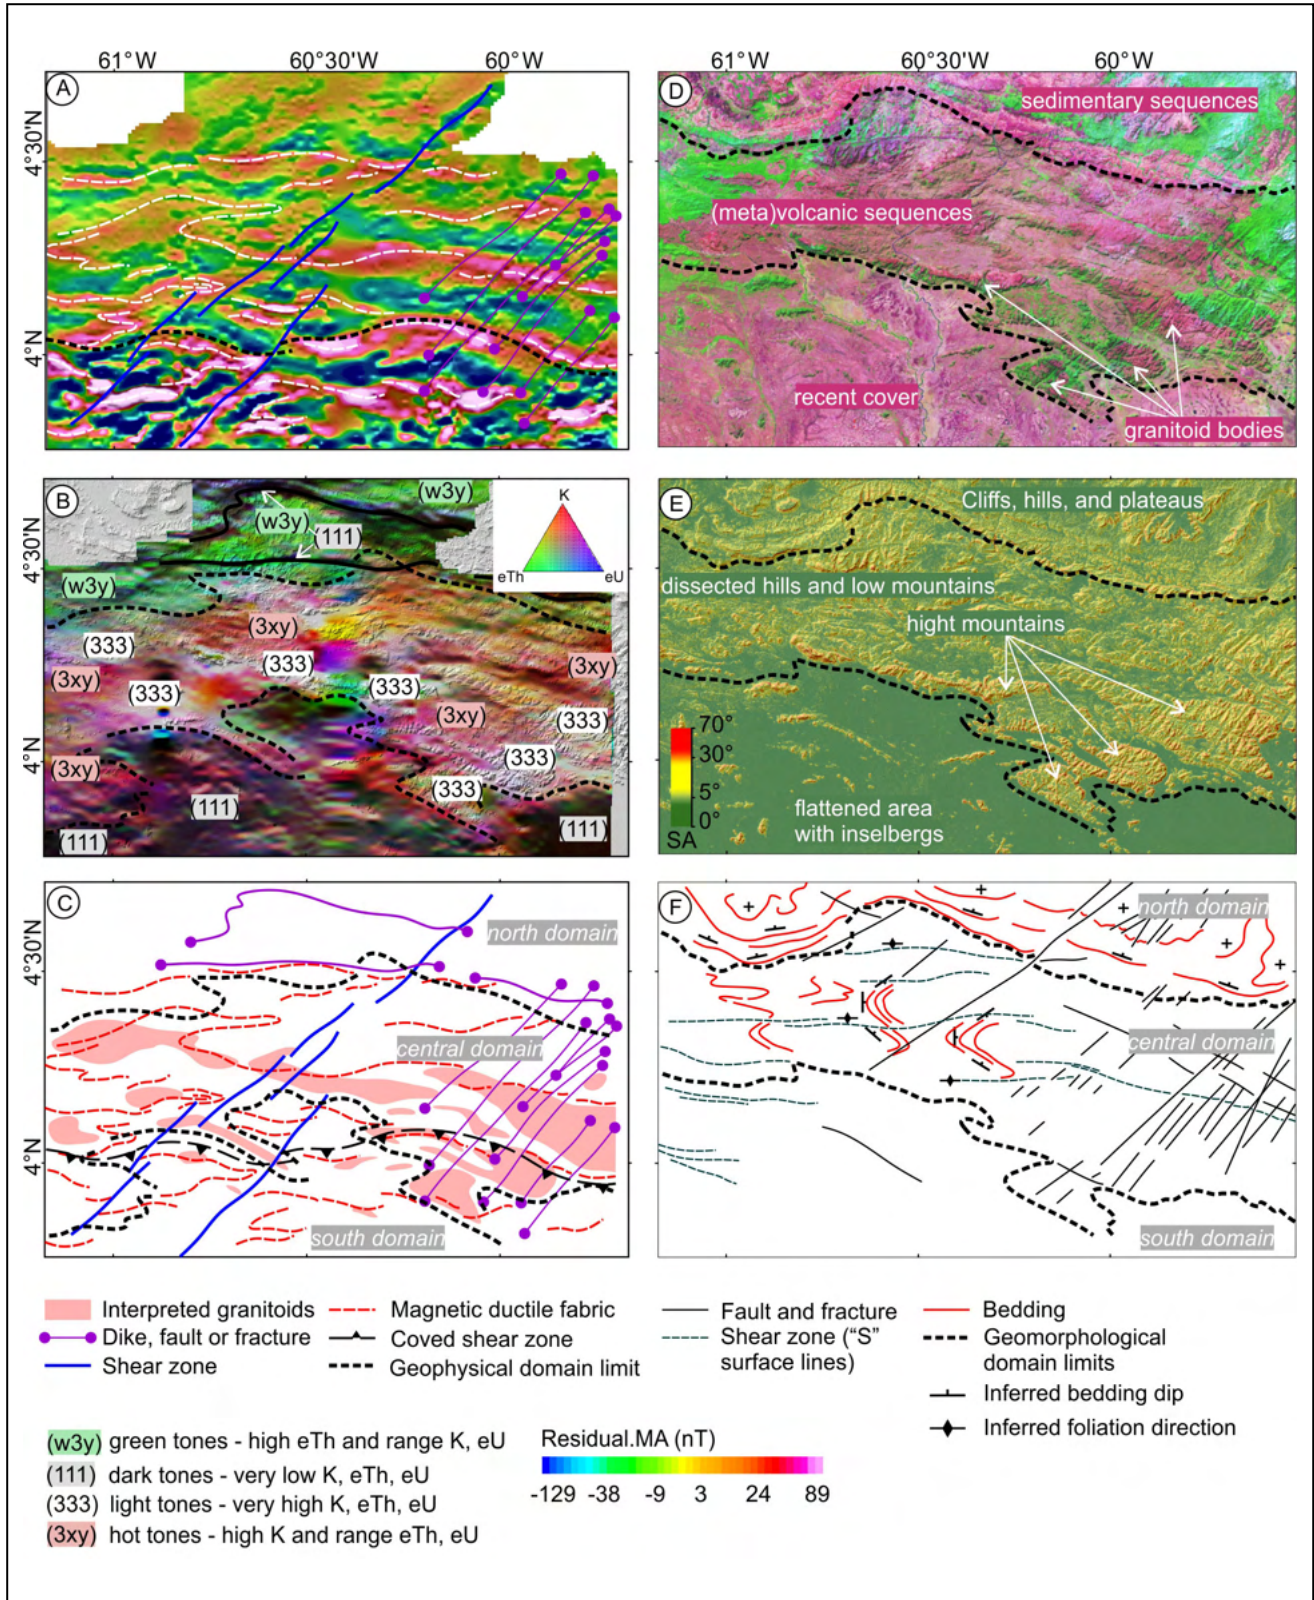 61°W 60°30'W 60°W
61°W 60°30'W 60°W
A
4°30'N
4°N
D
sedimentary sequences
(meta)volcanic sequences
recent cover
granitoid bodies
B
4°30'N
4°N
(w3y)
(w3y)
(111)
K
eTh
eU
(w3y)
(3xy)
(333)
(333)
(3xy)
(3xy)
(333)
(333)
(3xy)
(333)
(333)
(3xy)
(333)
(111)
(111)
(111)
E
Cliffs, hills, and plateaus
dissected hills and low mountains
hight mountains
70°
30°
5°
0°
SA
flattened area
with inselbergs
C
4°30'N
4°N
north domain
central domain
south domain
F
north domain
central domain
south domain
Interpreted granitoids
Dike, fault or fracture
Shear zone
Magnetic ductile fabric
Coved shear zone
Geophysical domain limit
Fault and fracture
Shear zone ("S"
surface lines)
Bedding
Geomorphological
domain limits
Inferred bedding dip
Inferred foliation direction
(w3y) green tones - high eTh and range K, eU
(111) dark tones - very low K, eTh, eU
(333) light tones - very high K, eTh, eU
(3xy) hot tones - high K and range eTh, eU
Residual.MA (nT)
-129 -38 -9 3 24 89